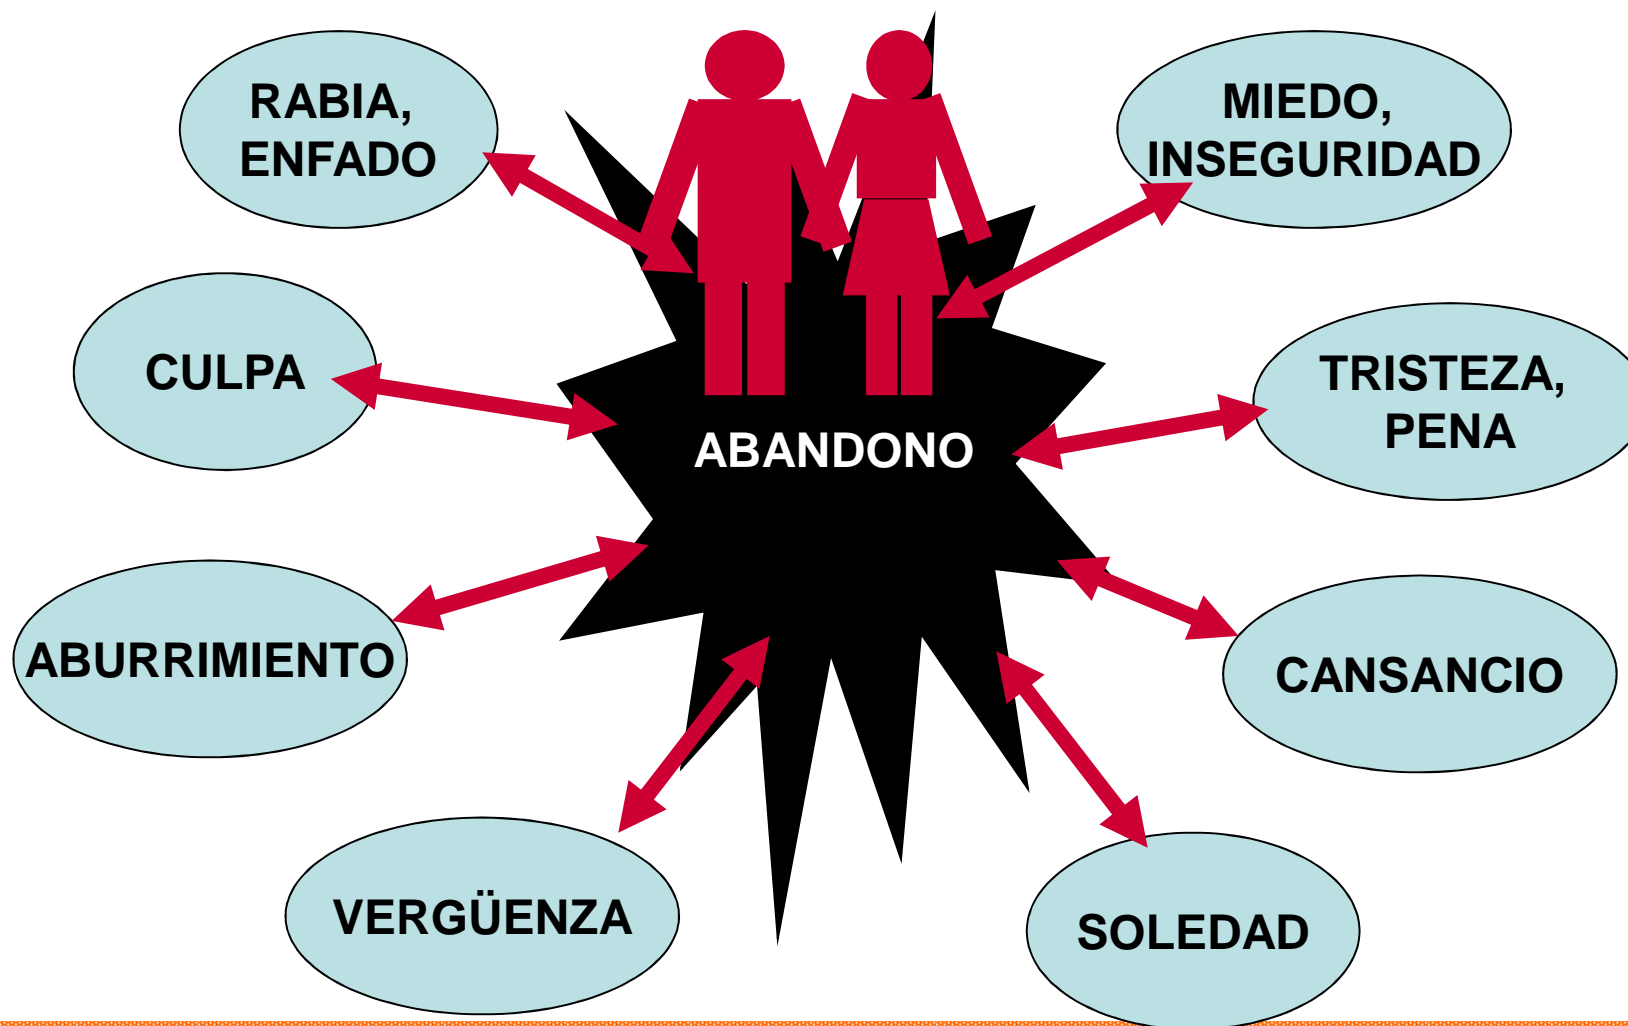 RABIA,
ENFADO
MIEDO,
INSEGURIDAD
CULPA
TRISTEZA,
PENA
ABANDONO
ABURRIMIENTO
CANSANCIO
VERGÜENZA
SOLEDAD